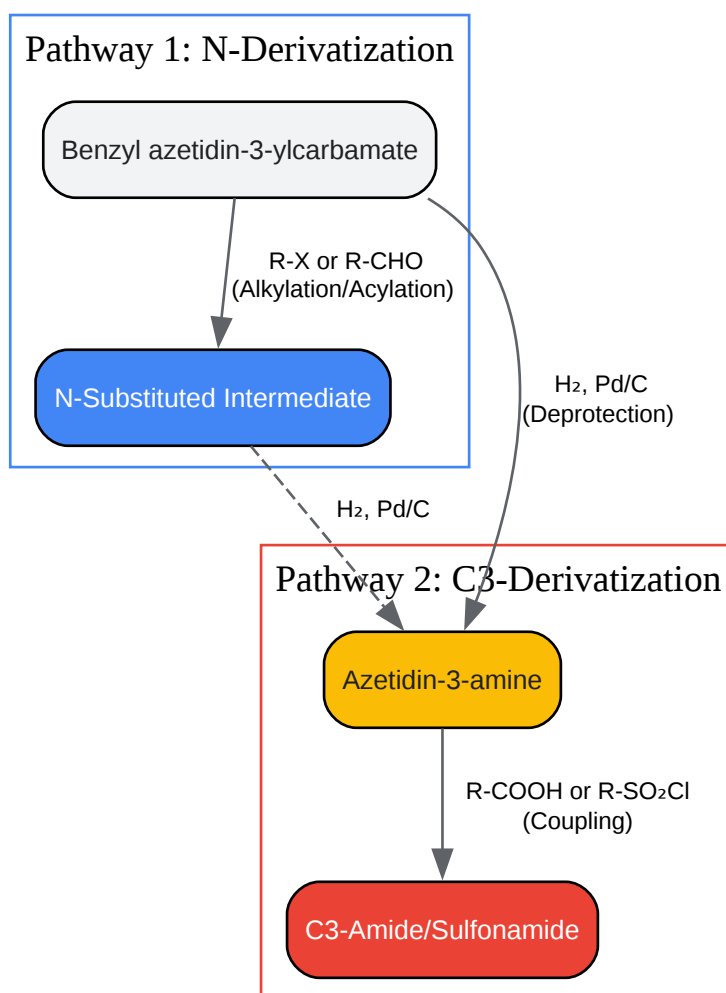 Pathway 1: N-Derivatization
Benzyl azetidin-3-ylcarbamate
R-X or R-CHO
(Alkylation/Acylation)
H₂, Pd/C
(Deprotection)
N-Substituted Intermediate
H₂, Pd/C
Pathway 2: C3-Derivatization
Azetidin-3-amine
R-COOH or R-SO₂Cl
(Coupling)
C3-Amide/Sulfonamide